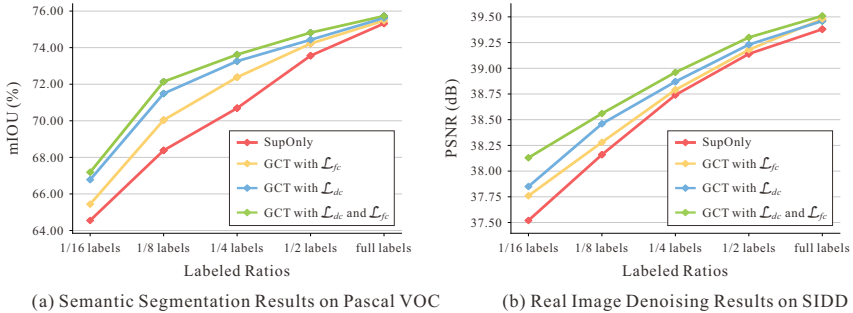 76.00
74.00
72.00
70.00
68.00
66.00
64.00
mIOU (%)
SupOnly
GCT with ℒfc
GCT with ℒdc
GCT with ℒdc and ℒfc
1/16 labels 1/8 labels 1/4 labels 1/2 labels full labels
Labeled Ratios
(a) Semantic Segmentation Results on Pascal VOC
39.50
39.25
39.00
38.75
38.50
38.25
38.00
37.75
37.50
PSNR (dB)
SupOnly
GCT with ℒfc
GCT with ℒdc
GCT with ℒdc and ℒfc
1/16 labels 1/8 labels 1/4 labels 1/2 labels full labels
Labeled Ratios
(b) Real Image Denoising Results on SIDD